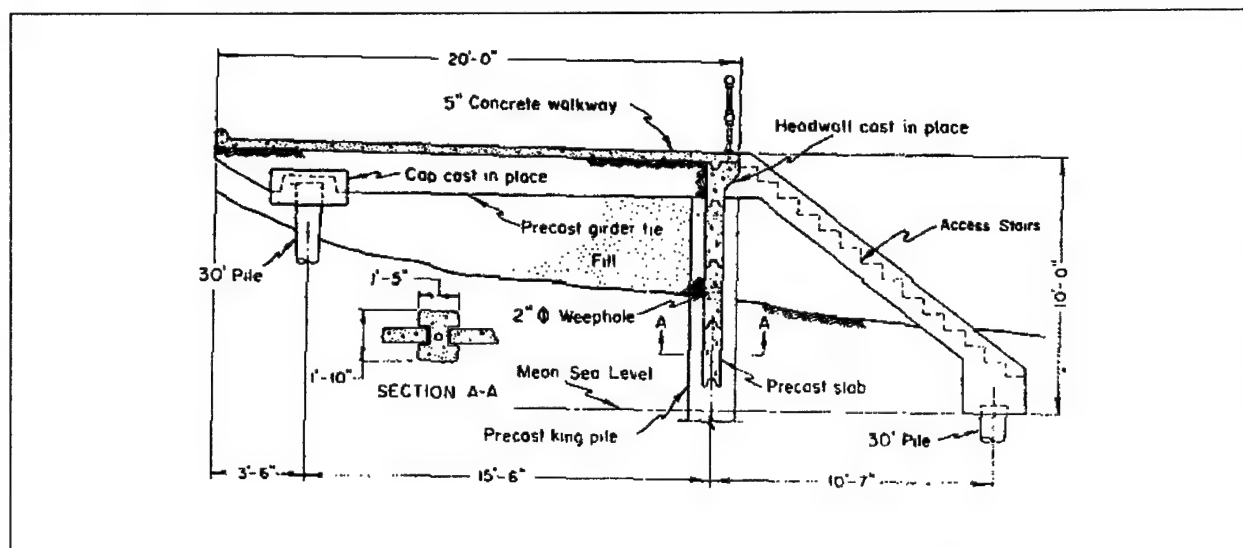 20'-0"
5" Concrete walkway
Headwall cast in place
Cap cast in place
Precast girder tie
Access Stairs
Fill
30' Pile
1'-5"
10'-0"
2" Φ Weephole
A A
1'-10"
Mean Sea Level
Precast slab
SECTION A-A
Precast king pile
30' Pile
3'-6"
15'-6"
10'-7"